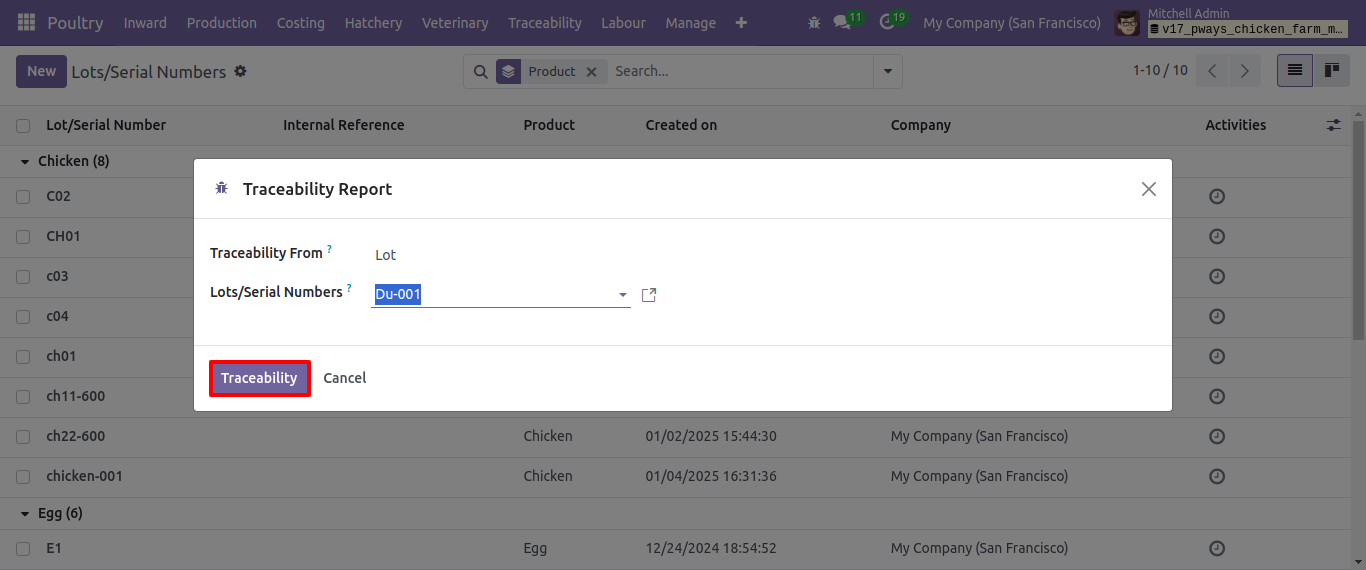 Poultry Inward Production Costing Hatchery Veterinary Traceability Labour Manage 11 19 My Company (San Francisco) Mitchell Admin
v17_pways_chicken_farm_m...
New Lots/Serial Numbers Product Search... 1-10 / 10
Lot/Serial Number Internal Reference Product Created on Company Activities
Chicken (8)
C02
CH01
c03
c04
ch01
ch11-600
Traceability Report
Traceability From ? Lot
Lots/Serial Numbers ? Du-001
Traceability Cancel
ch22-600 Chicken 01/02/2025 15:44:30 My Company (San Francisco)
chicken-001 Chicken 01/04/2025 16:31:36 My Company (San Francisco)
Egg (6)
E1 Egg 12/24/2024 18:54:52 My Company (San Francisco)